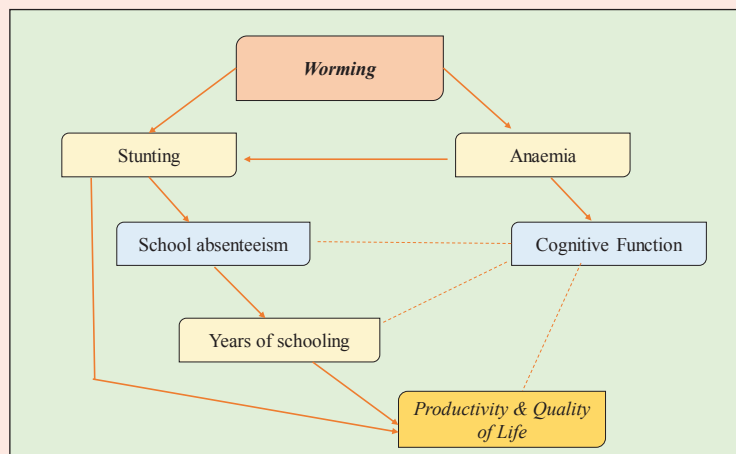 Worming
Stunting
Anaemia
School absenteeism
Cognitive Function
Years of schooling
Productivity & Quality
of Life